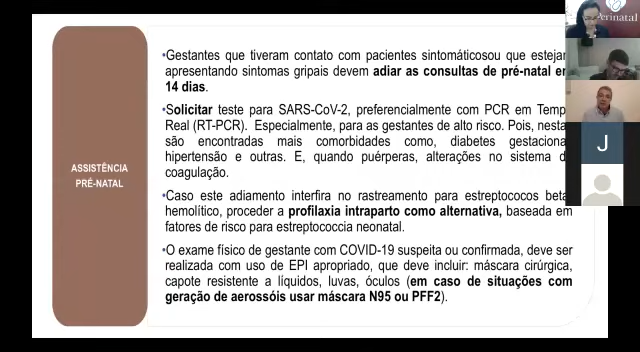 erinatal
•Gestantes que tiveram contato com pacientes sintomáticosou que estejam
apresentando sintomas gripais devem adiar as consultas de pré-natal em
14 dias.
•Solicitar teste para SARS-CoV-2, preferencialmente com PCR em Temp
Real (RT-PCR). Especialmente, para as gestantes de alto risco. Pois, nesta
são encontradas mais comorbidades como, diabetes gestaciona
hipertensão e outras. E, quando puérperas, alterações no sistema d
coagulação.
ASSISTÊNCIA
PRÉ-NATAL
•Caso este adiamento interfira no rastreamento para estreptococos beta
hemolítico, proceder a profilaxia intraparto como alternativa, baseada em
fatores de risco para estreptococcia neonatal.
•O exame físico de gestante com COVID-19 suspeita ou confirmada, deve ser
realizada com uso de EPI apropriado, que deve incluir: máscara cirúrgica,
capote resistente a líquidos, luvas, óculos (em caso de situações com
geração de aerossóis usar máscara N95 ou PFF2).
J